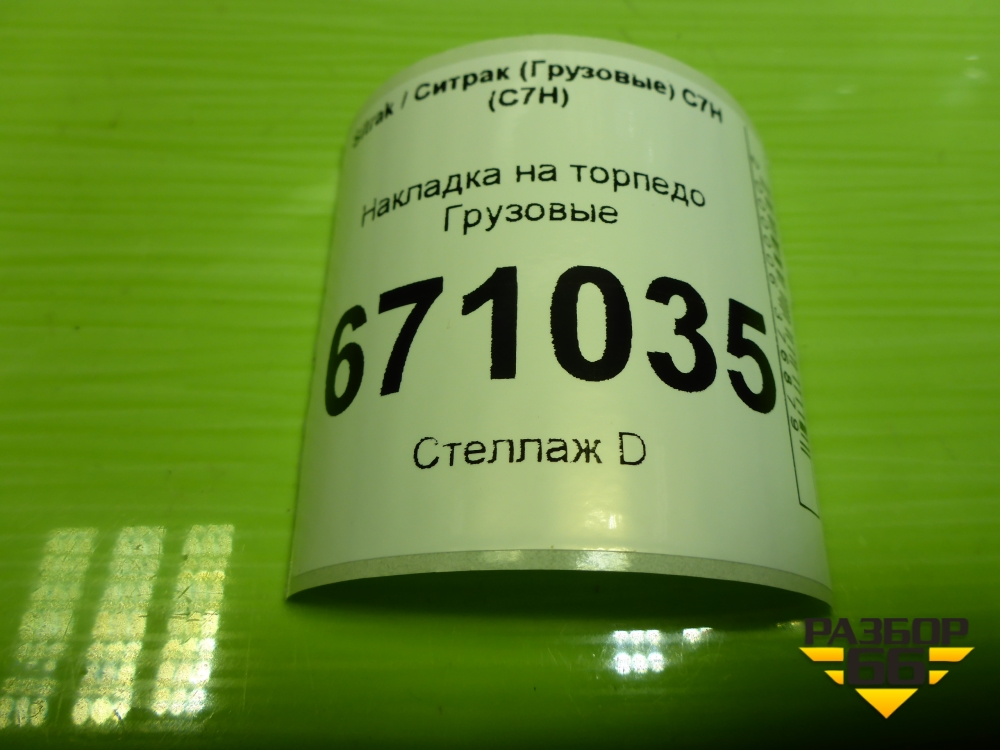 Sitrak / Ситрак (Грузовые) C7H
(C7H)
Накладка на торпедо
Грузовые
671035
Стеллаж D
РАЗБОР
66